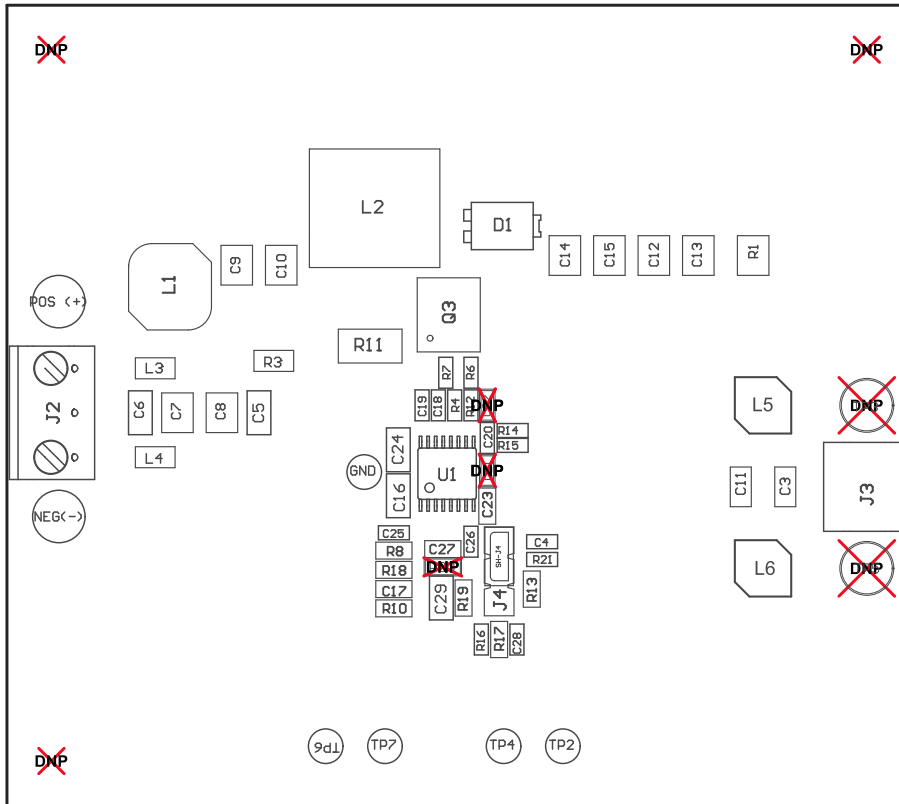 DNP
DNP
L2
D1
C9
C10
C14
C15
C12
C13
R1
L1
POS (+)
Q3
R11
R3
L3
R7
R6
J2
C6
C7
C8
C5
C19
C18
R4
R12
DNP
L5
DNP
C20
R14
R15
L4
C24
GND
U1
DNP
C16
C23
C11
C3
J3
NEG(-)
C25
C26
C4
R8
C27
SH-J4
R21
R18
DNP
L6
DNP
C17
C29
R19
J4
R13
R10
R16
R17
C28
TP6
TP7
TP4
TP2
DNP